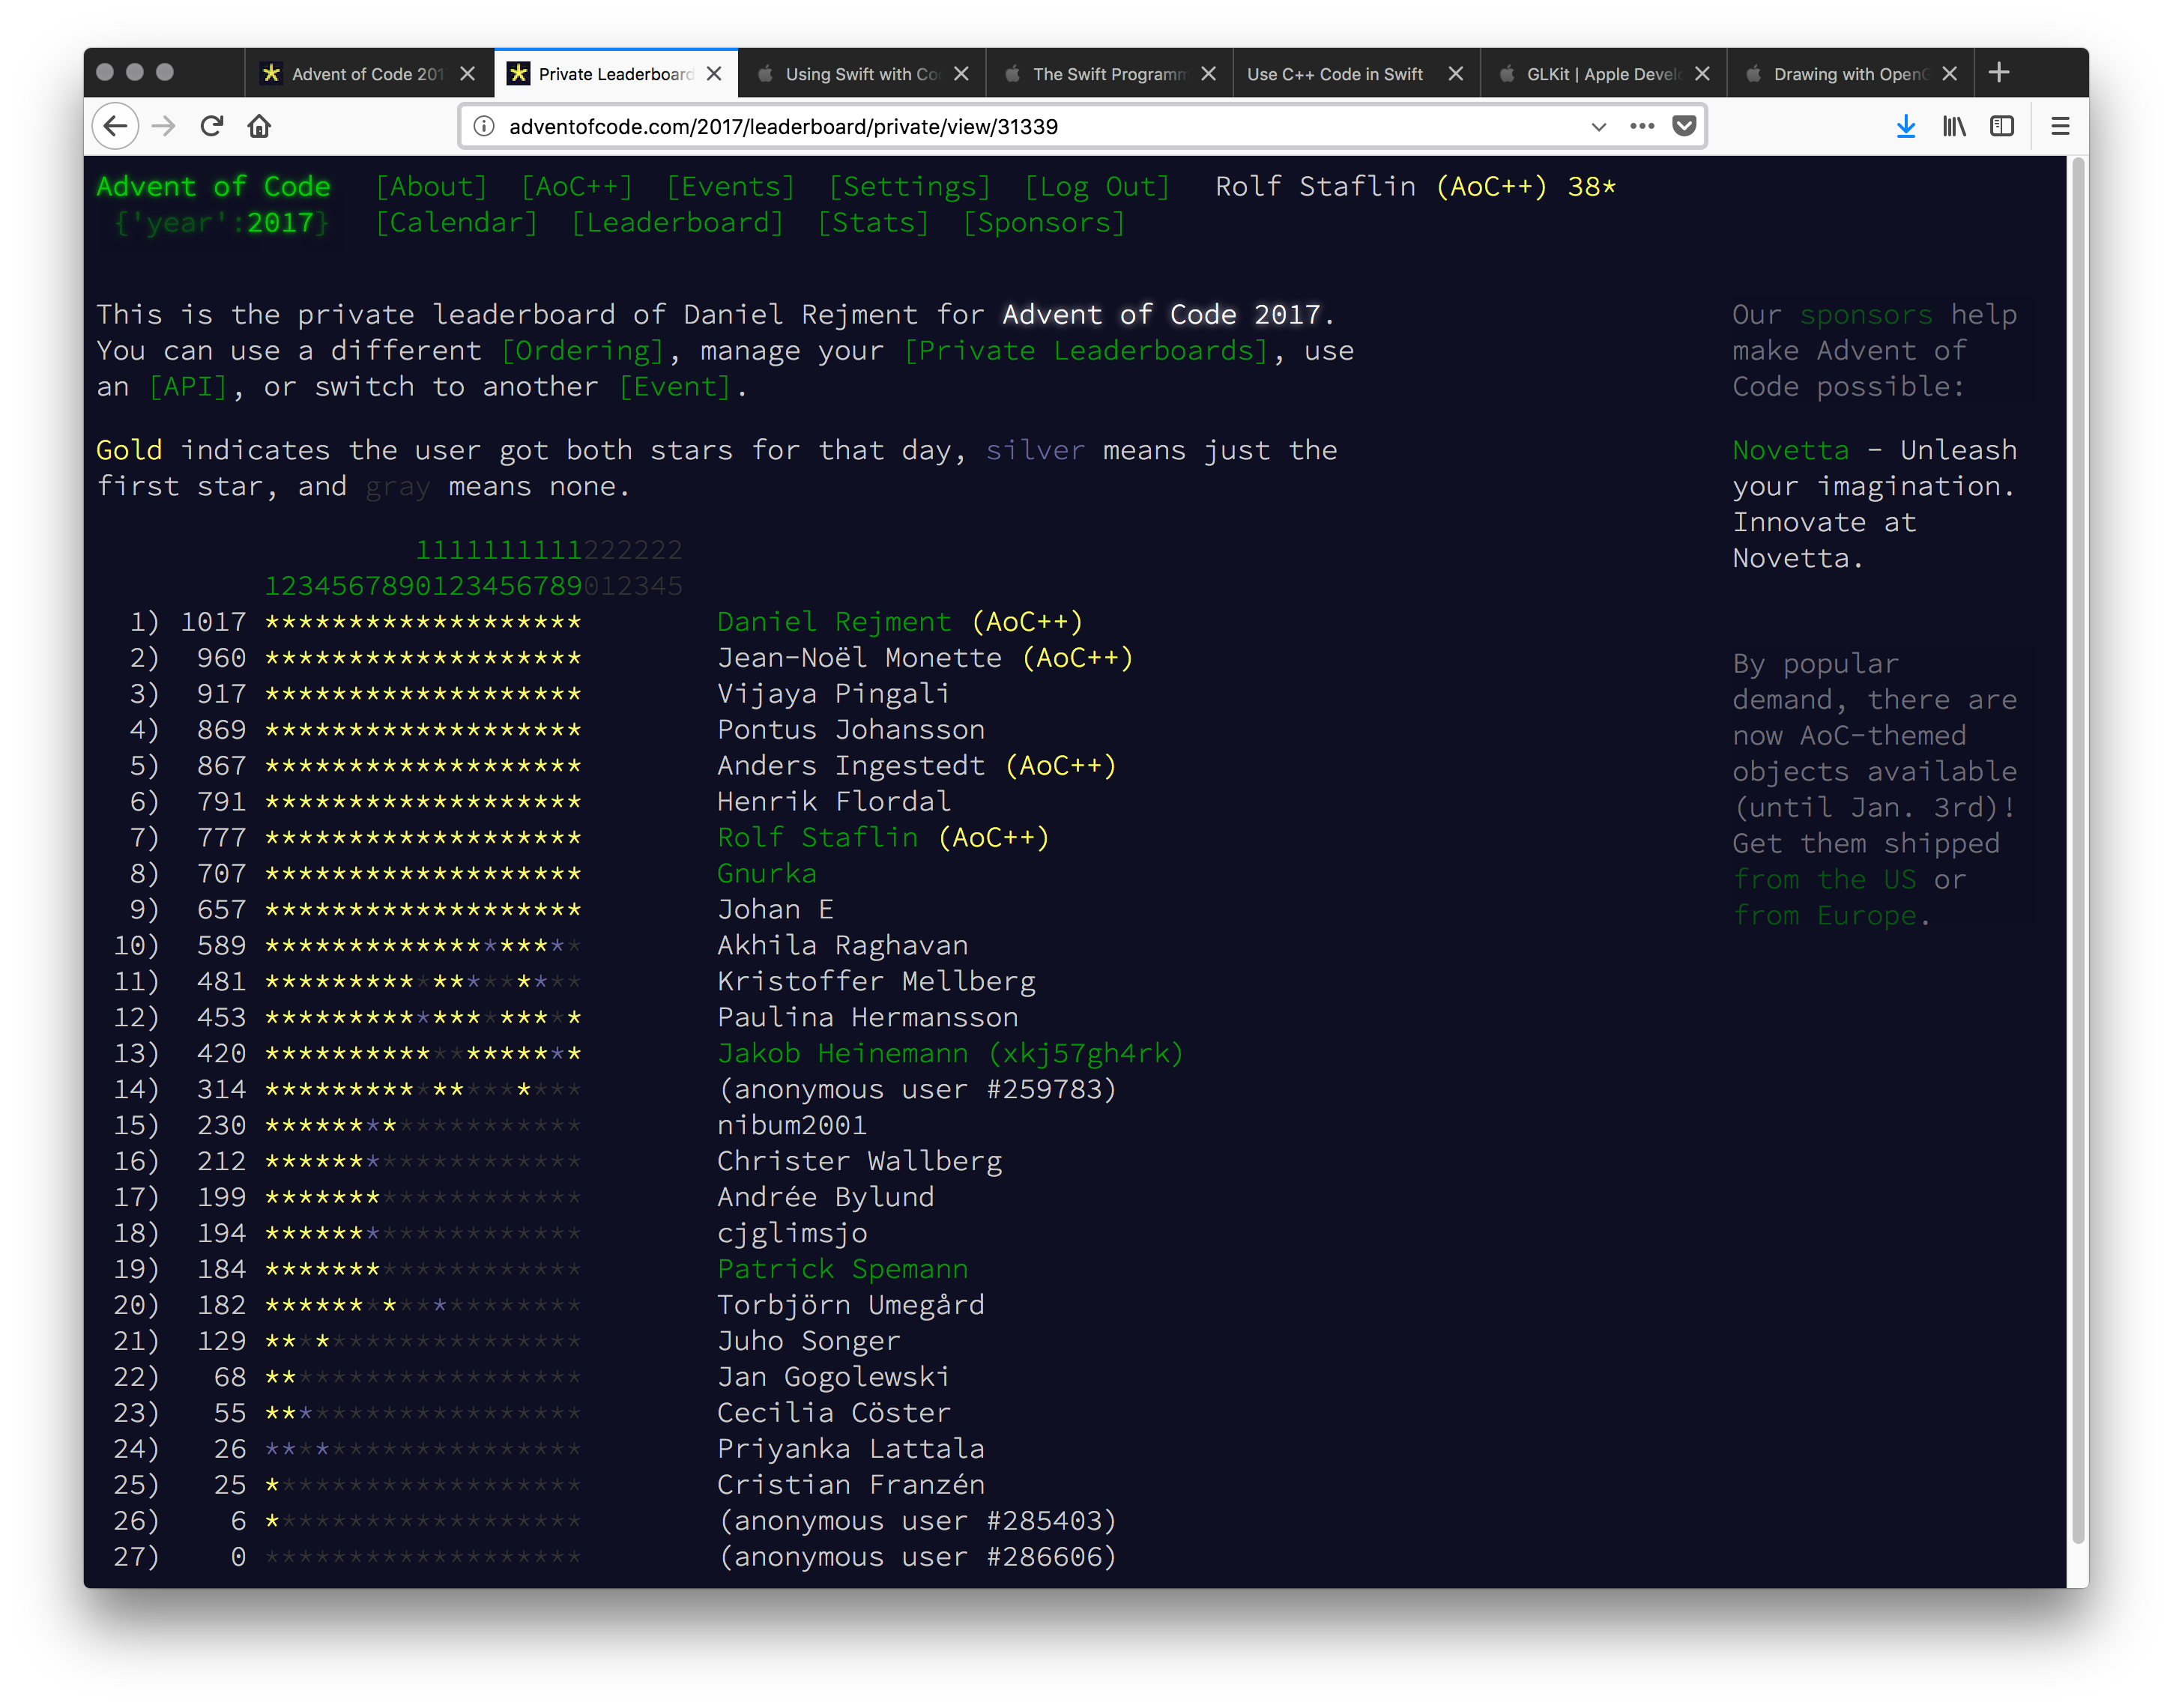 Advent of Code 201
Private Leaderboard
Using Swift with Co
The Swift Programm
Use C++ Code in Swift
GLKit | Apple Develo
Drawing with OpenG
adventofcode.com/2017/leaderboard/private/view/31339
Advent of Code [About] [AoC++] [Events] [Settings] [Log Out] Rolf Staflin (AoC++) 38*
{'year':2017} [Calendar] [Leaderboard] [Stats] [Sponsors]
This is the private leaderboard of Daniel Rejment for Advent of Code 2017.
You can use a different [Ordering], manage your [Private Leaderboards], use
an [API], or switch to another [Event].
Gold indicates the user got both stars for that day, silver means just the
first star, and gray means none.
1111111111222222
1234567890123456789012345
1) 1017 ******************* Daniel Rejment (AoC++)
2) 960 ******************* Jean-Noël Monette (AoC++)
3) 917 ******************* Vijaya Pingali
4) 869 ******************* Pontus Johansson
5) 867 ******************* Anders Ingestedt (AoC++)
6) 791 ******************* Henrik Flordal
7) 777 ******************* Rolf Staflin (AoC++)
8) 707 ******************* Gnurka
9) 657 ******************* Johan E
10) 589 ******************* Akhila Raghavan
11) 481 ******************* Kristoffer Mellberg
12) 453 ******************* Paulina Hermansson
13) 420 ******************* Jakob Heinemann (xkj57gh4rk)
14) 314 ******************* (anonymous user #259783)
15) 230 ******************* nibum2001
16) 212 ******************* Christer Wallberg
17) 199 ******************* Andrée Bylund
18) 194 ******************* cjglimsjo
19) 184 ******************* Patrick Spemann
20) 182 ******************* Torbjörn Umegård
21) 129 ******************* Juho Songer
22) 68 ******************* Jan Gogolewski
23) 55 ******************* Cecilia Cöster
24) 26 ******************* Priyanka Lattala
25) 25 ******************* Cristian Franzén
26) 6 ******************* (anonymous user #285403)
27) 0 ******************* (anonymous user #286606)
Our sponsors help
make Advent of
Code possible:
Novetta - Unleash
your imagination.
Innovate at
Novetta.
By popular
demand, there are
now AoC-themed
objects available
(until Jan. 3rd)!
Get them shipped
from the US or
from Europe.